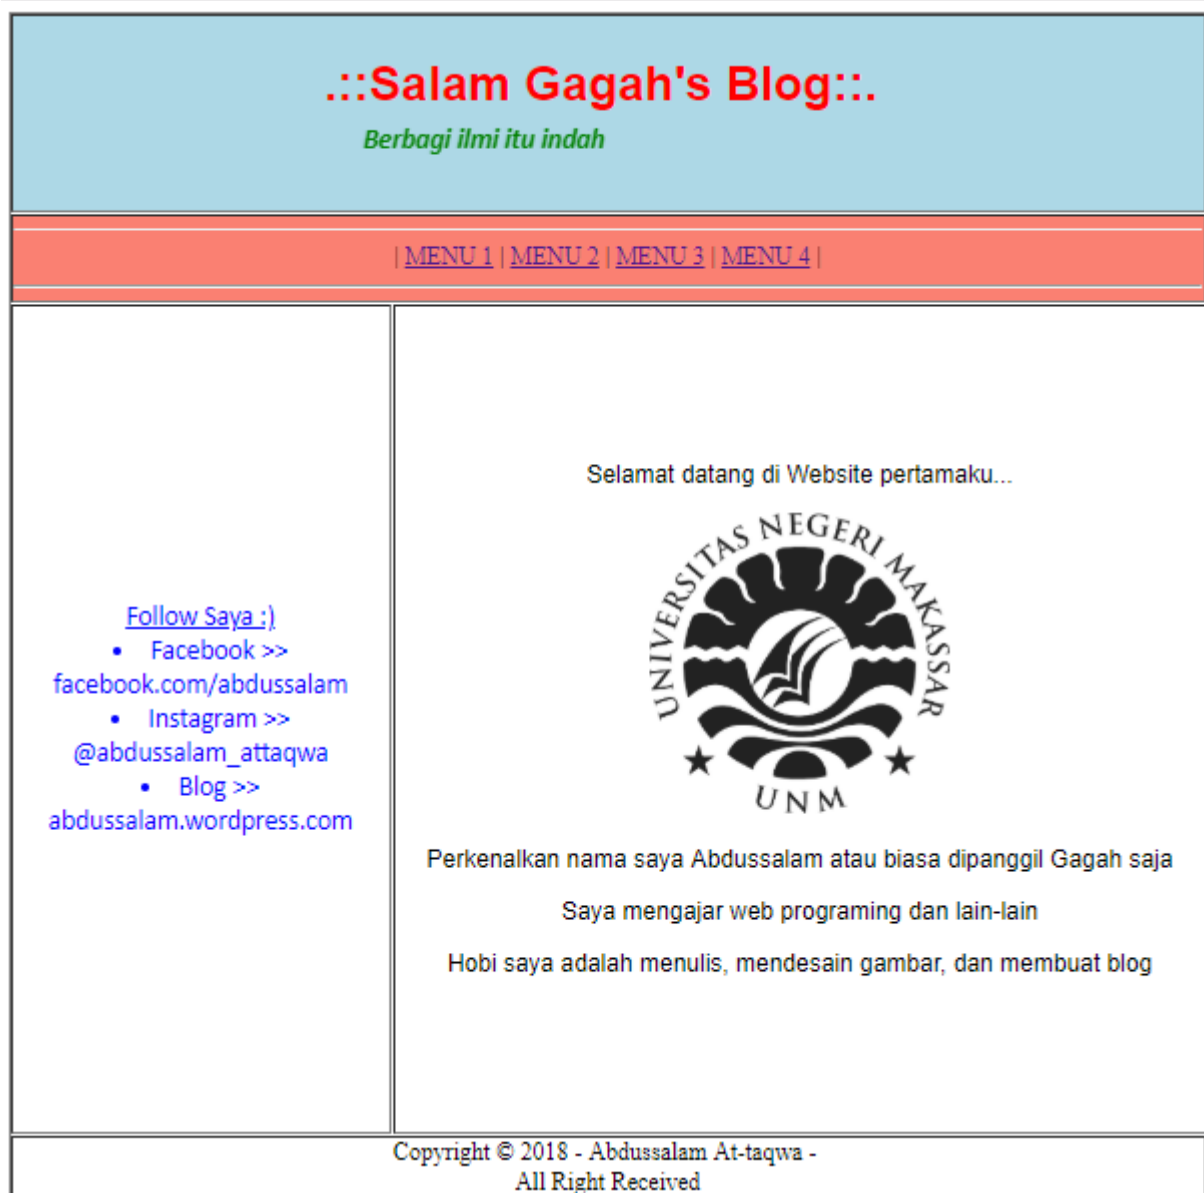 .::Salam Gagah's Blog::.
Berbagi ilmi itu indah
| MENU 1 | MENU 2 | MENU 3 | MENU 4 |
Follow Saya :)
• Facebook >>
facebook.com/abdussalam
• Instagram >>
@abdussalam_attaqwa
• Blog >>
abdussalam.wordpress.com
Selamat datang di Website pertamaku...
UNIVERSITAS NEGERI MAKASSAR
UNM
Perkenalkan nama saya Abdussalam atau biasa dipanggil Gagah saja
Saya mengajar web programing dan lain-lain
Hobi saya adalah menulis, mendesain gambar, dan membuat blog
Copyright © 2018 - Abdussalam At-taqwa -
All Right Received